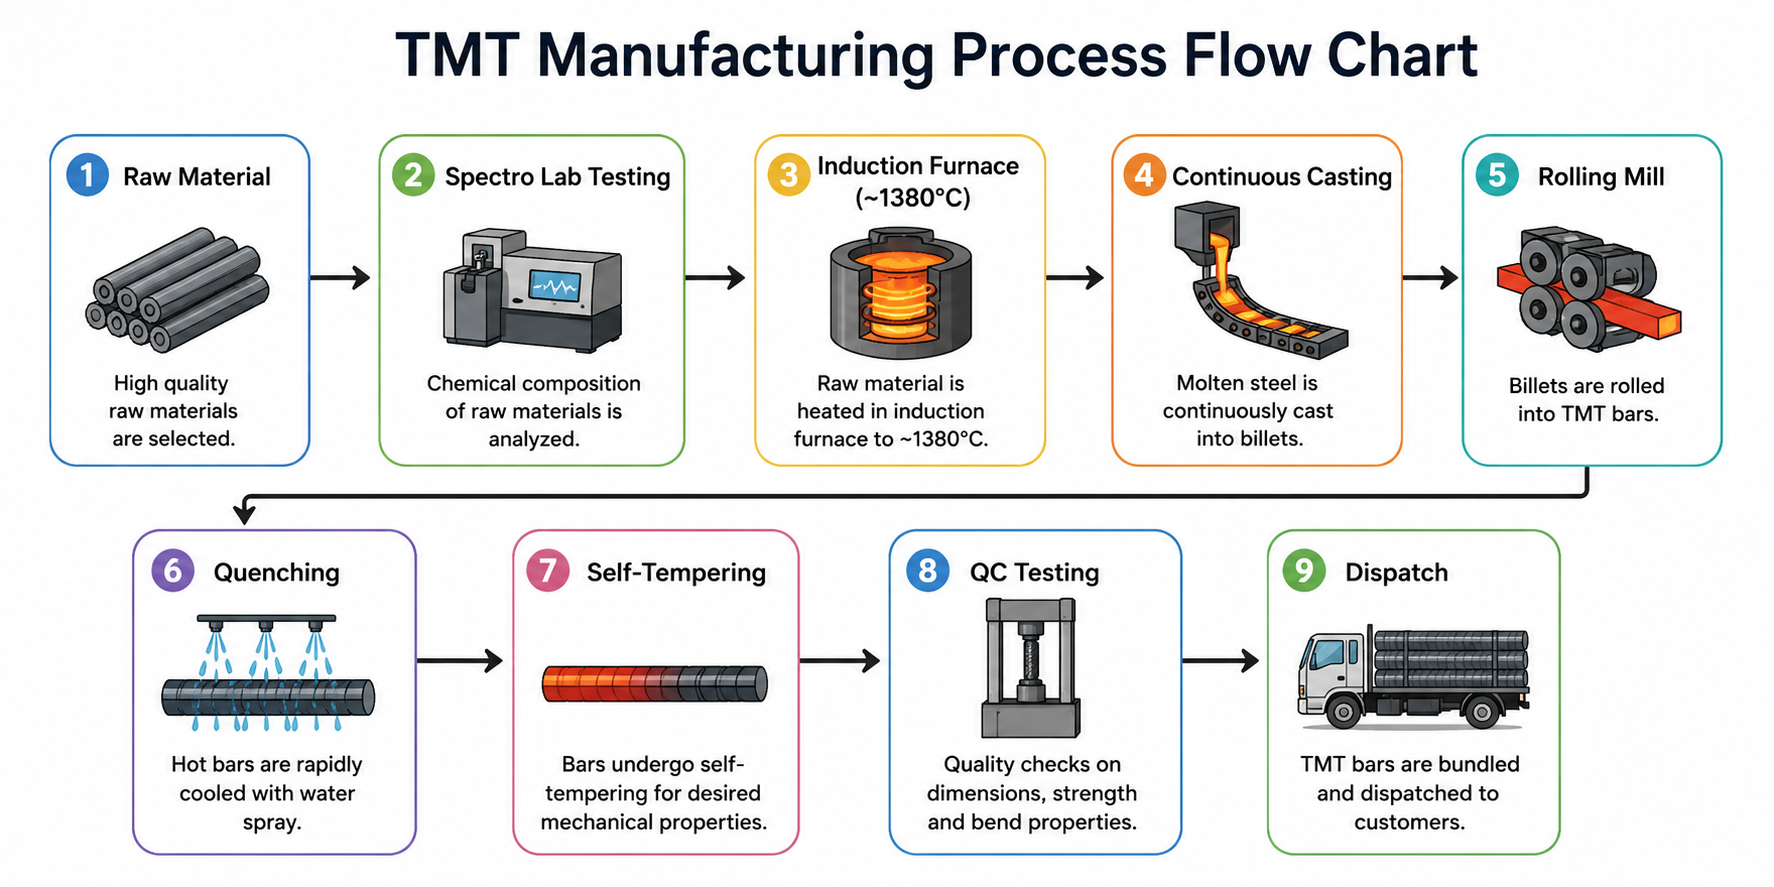 TMT Manufacturing Process Flow Chart
1 Raw Material
High quality
raw materials
are selected.
2 Spectro Lab Testing
Chemical composition
of raw materials is
analyzed.
3 Induction Furnace
(~1380°C)
Raw material is
heated in induction
furnace to ~1380°C.
4 Continuous Casting
Molten steel is
continuously cast
into billets.
5 Rolling Mill
Billets are rolled
into TMT bars.
6 Quenching
Hot bars are rapidly
cooled with water
spray.
7 Self-Tempering
Bars undergo self-
tempering for desired
mechanical properties.
8 QC Testing
Quality checks on
dimensions, strength
and bend properties.
9 Dispatch
TMT bars are bundled
and dispatched to
customers.